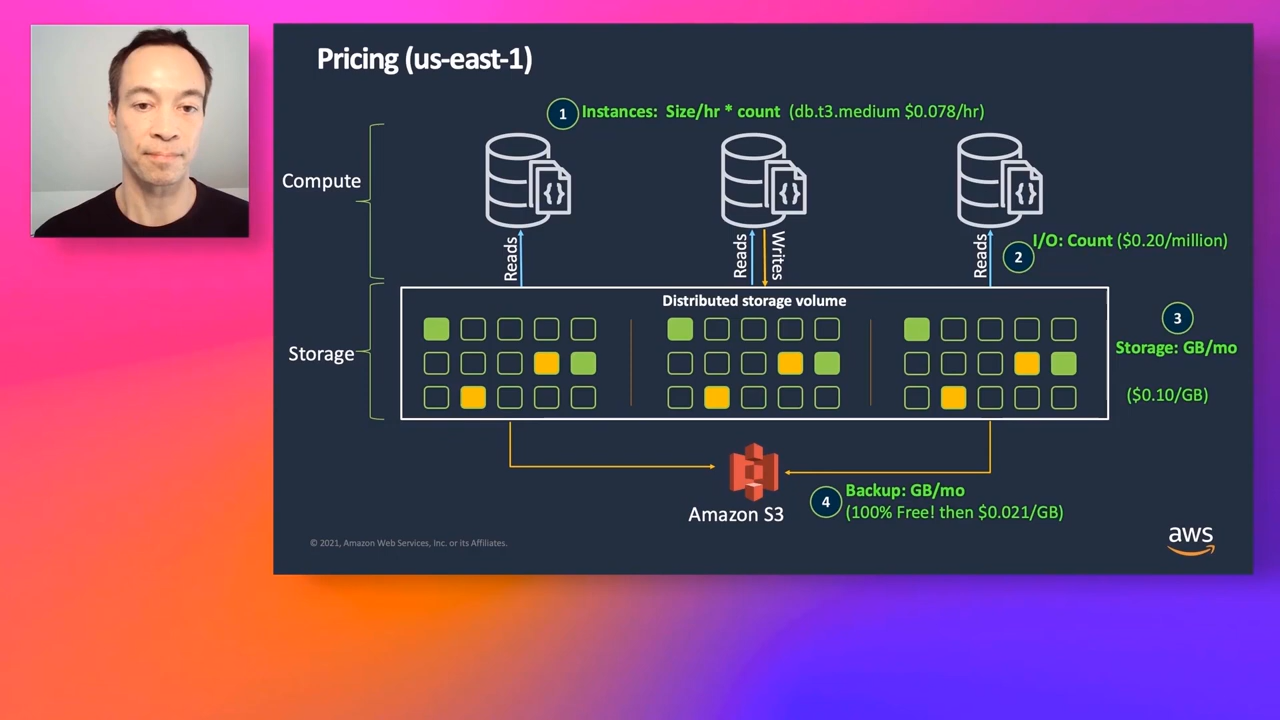 Pricing (us-east-1)
1 Instances: Size/hr * count (db.t3.medium $0.078/hr)
Compute
{} {} {}
Reads
Reads
Writes
Reads
2 I/O: Count ($0.20/million)
Distributed storage volume
Storage
3
Storage: GB/mo
($0.10/GB)
Amazon S3
4 Backup: GB/mo
(100% Free! then $0.021/GB)
© 2021, Amazon Web Services, Inc. or its Affiliates.
aws